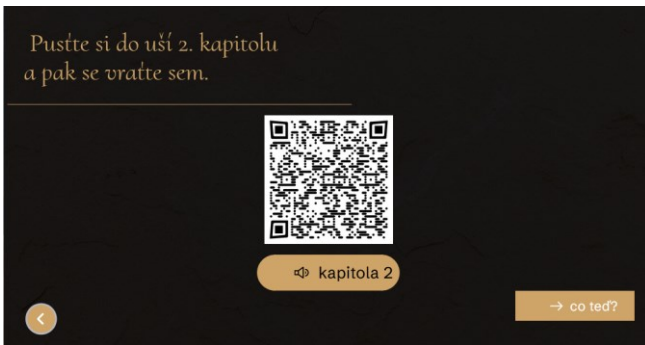 Pusťte si do uší 2. kapitolu
a pak se vraťte sem.
kapitola 2
→ co teď?